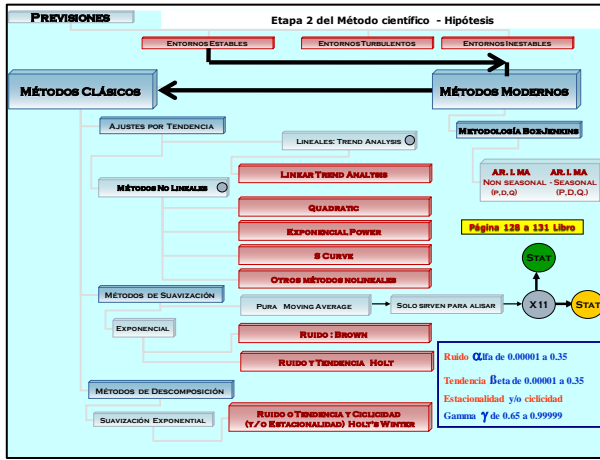 PREVISIONES
Etapa 2 del Método científico - Hipótesis
ENTORNOS ESTABLES
ENTORNOS TURBULENTOS
ENTORNOS INESTABLES
MÉTODOS CLÁSICOS
MÉTODOS MODERNOS
AJUSTES POR TENDENCIA
METODOLOGÍA BOX-JENKINS
LINEALES: TREND ANALYSIS
LINEAR TREND ANALYSIS
AR. I. MA AR. I. MA
NON SEASONAL - SEASONAL
(P,D,Q) (P,D,Q.)
MÉTODOS NO LINEALES
QUADRATIC
Página 128 a 131 Libro
EXPONENCIAL POWER
S CURVE
STAT
OTROS MÉTODOS NOLINEALES
MÉTODOS DE SUAVIZACIÓN
PURA MOVING AVERAGE
SOLO SIRVEN PARA ALISAR
X11
STAT
EXPONENCIAL
RUIDO : BROWN
RUIDO Y TENDENCIA HOLT
Ruido αlfa de 0.00001 a 0.35
Tendencia βeta de 0.00001 a 0.35
Estacionalidad y/o ciclicidad
Gamma γ de 0.65 a 0.99999
MÉTODOS DE DESCOMPOSICIÓN
SUAVIZACIÓN EXPONENTIAL
RUIDO O TENDENCIA Y CICLICIDAD
(Y/O ESTACIONALIDAD) HOLT'S WINTER